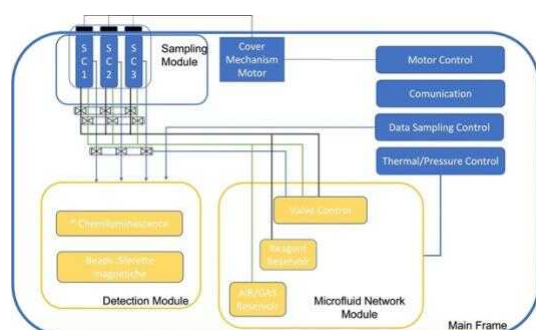 S
C
1
S
C
2
S
C
3
Sampling
Module
Cover
Mechanism
Motor
Motor Control
Comunication
Data Sampling Control
Thermal/Pressure Control
* Chemiluminescence
Beads: Sferette
magnetiche
Detection Module
Valve Control
Reagent
Reservoir
AIR/GAS
Reservoir
Microfluid Network
Module
Main Frame